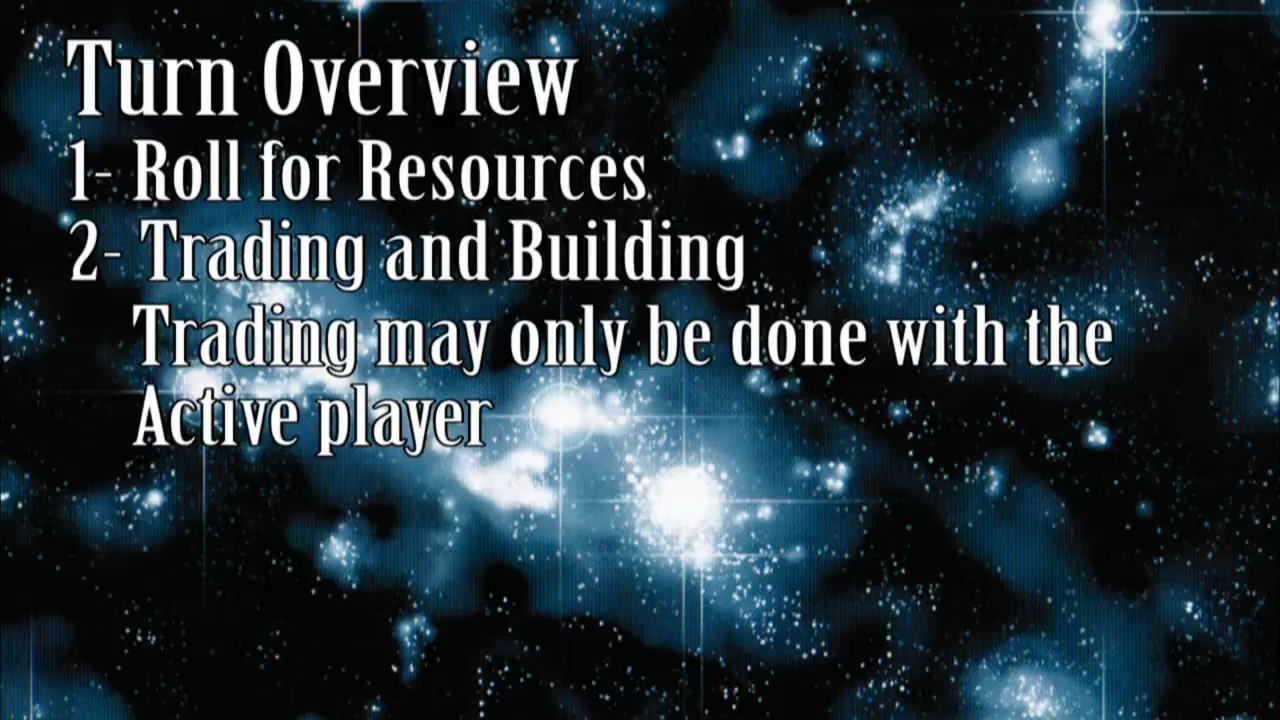 Turn Overview
1- Roll for Resources
2- Trading and Building
Trading may only be done with the
Active player